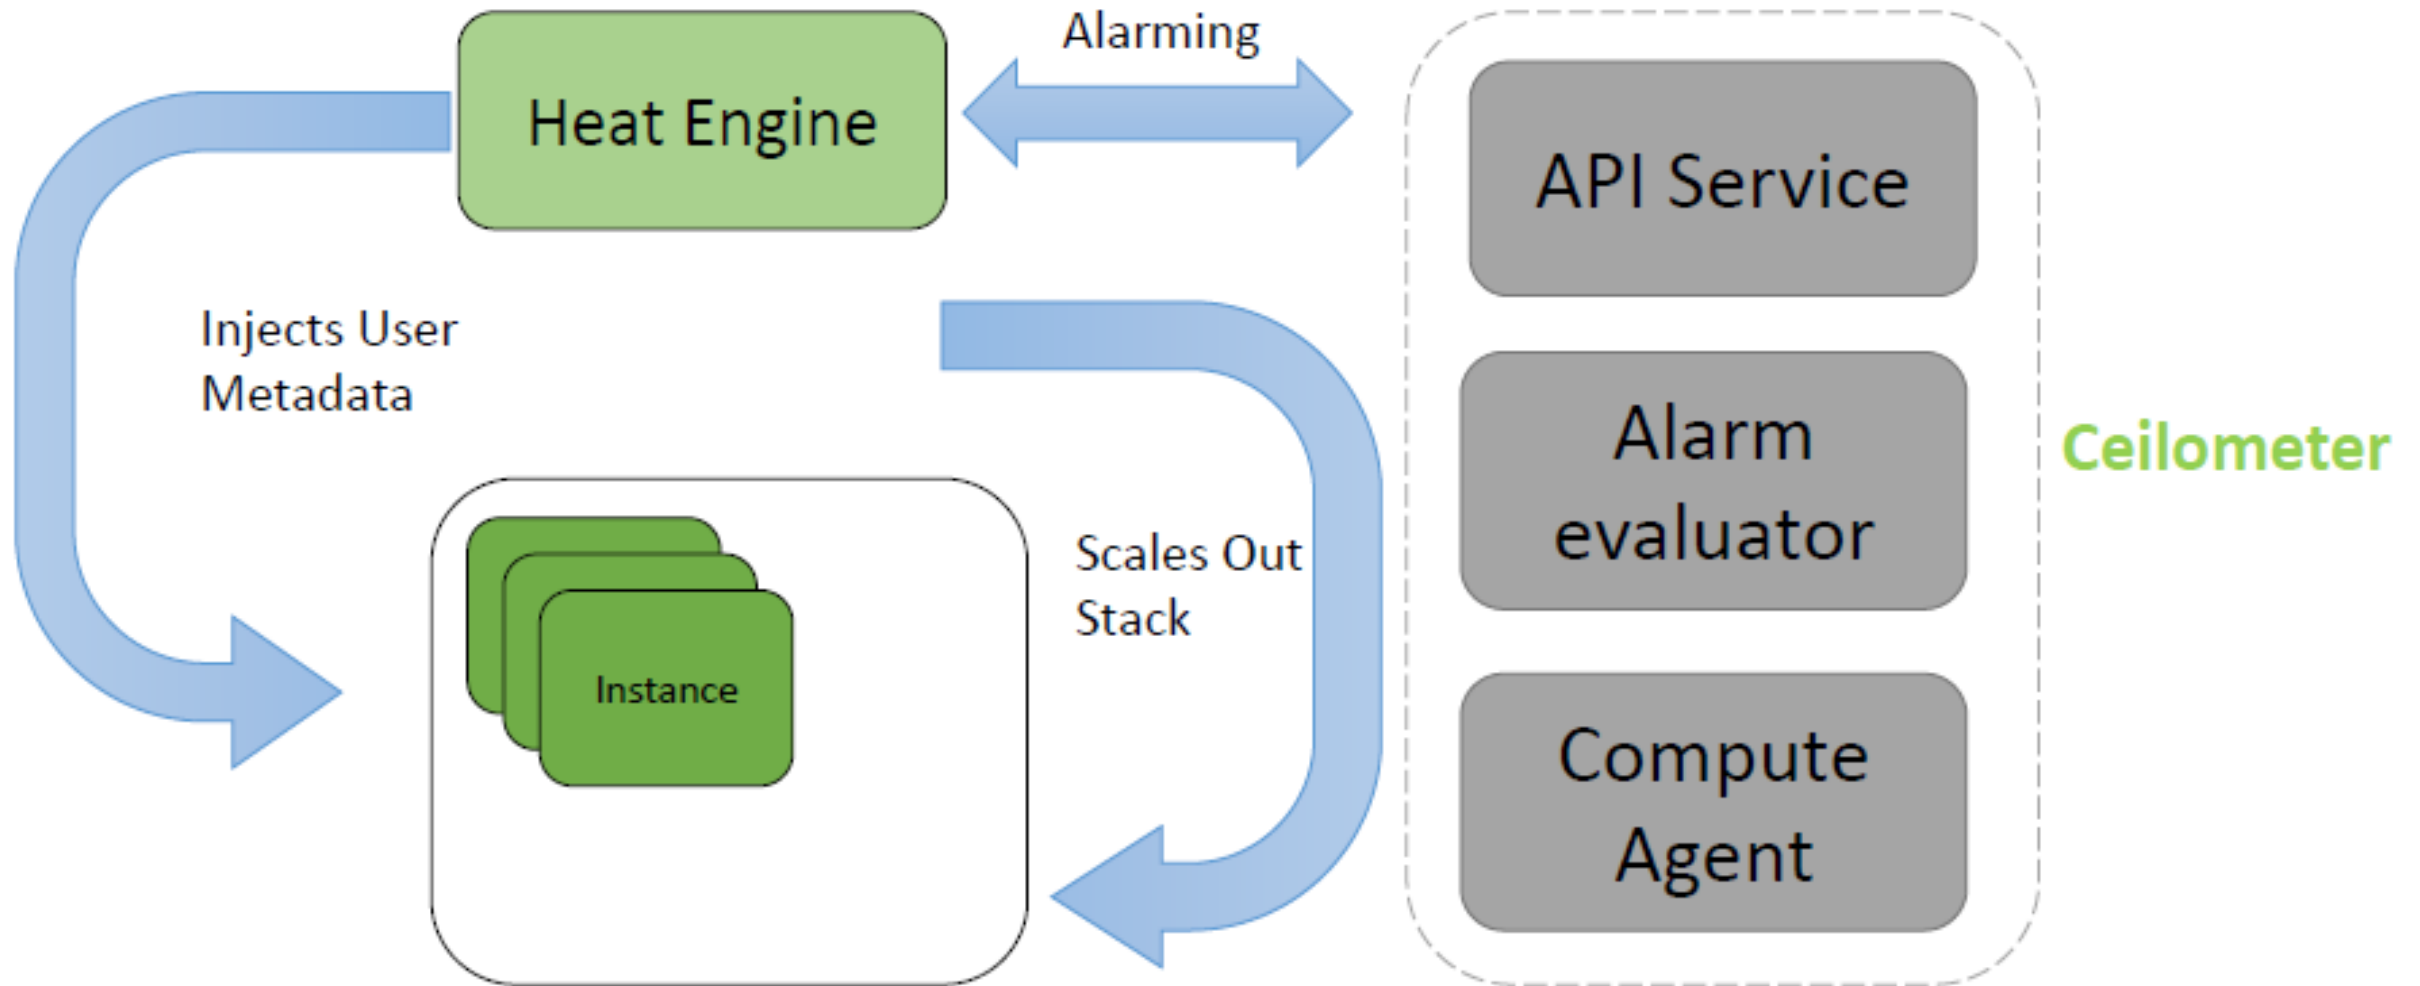 Alarming
Heat Engine
API Service
Injects User
Metadata
Alarm
evaluator
Ceilometer
Scales Out
Stack
Instance
Compute
Agent